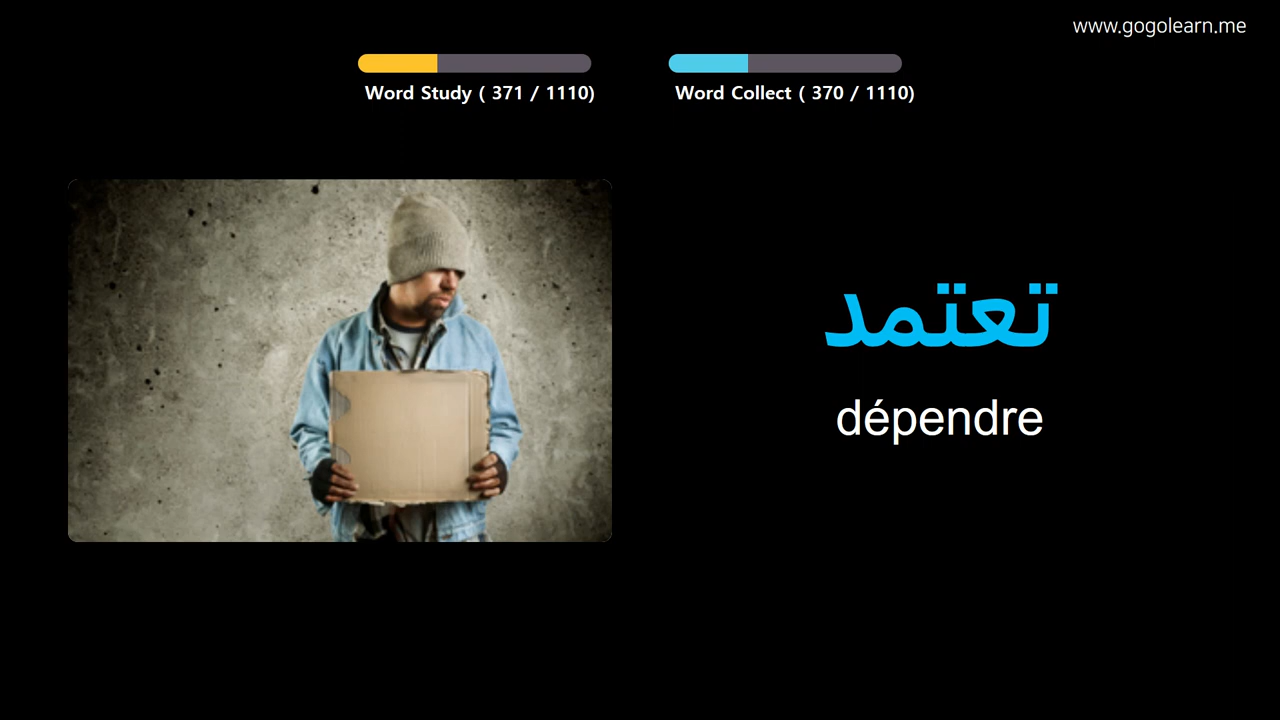 www.gogolearn.me
Word Study ( 371 / 1110)
Word Collect ( 370 / 1110)
تعتمد
dépendre